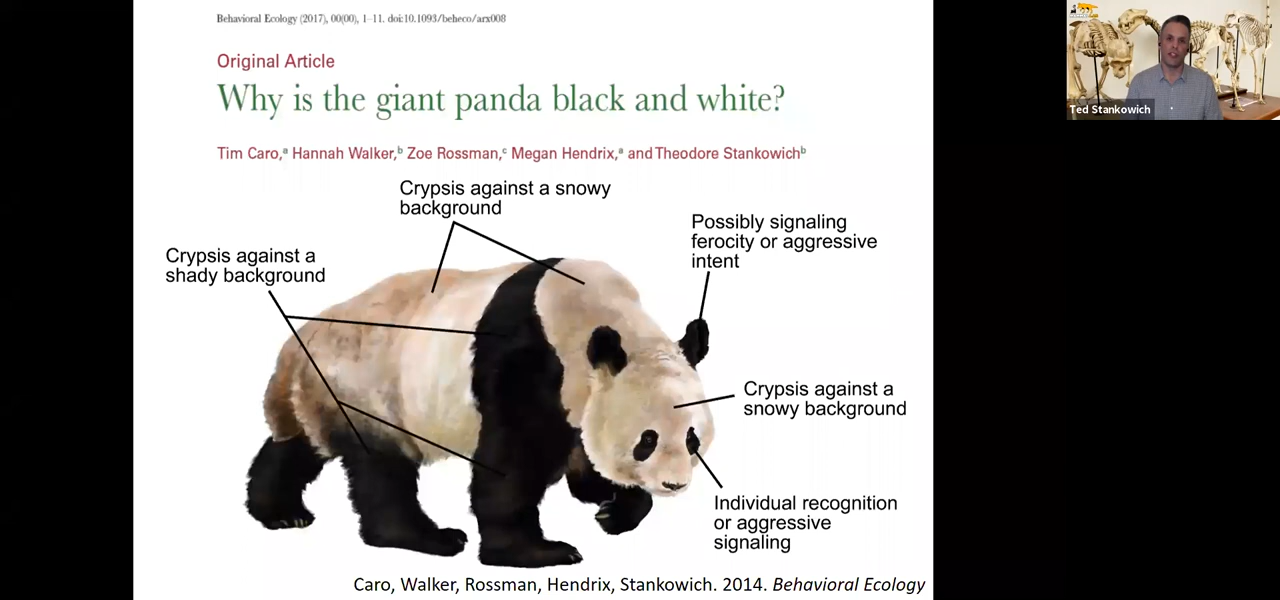 Behavioral Ecology (2017), 00(00), 1–11. doi:10.1093/beheco/arx008
Original Article
Why is the giant panda black and white?
Tim Caro,a Hannah Walker,b Zoe Rossman,c Megan Hendrix,a and Theodore Stankowichb
Ted Stankowich
Crypsis against a snowy
background
Possibly signaling
ferocity or aggressive
intent
Crypsis against a
shady background
Crypsis against a
snowy background
Individual recognition
or aggressive
signaling
Caro, Walker, Rossman, Hendrix, Stankowich. 2014. Behavioral Ecology